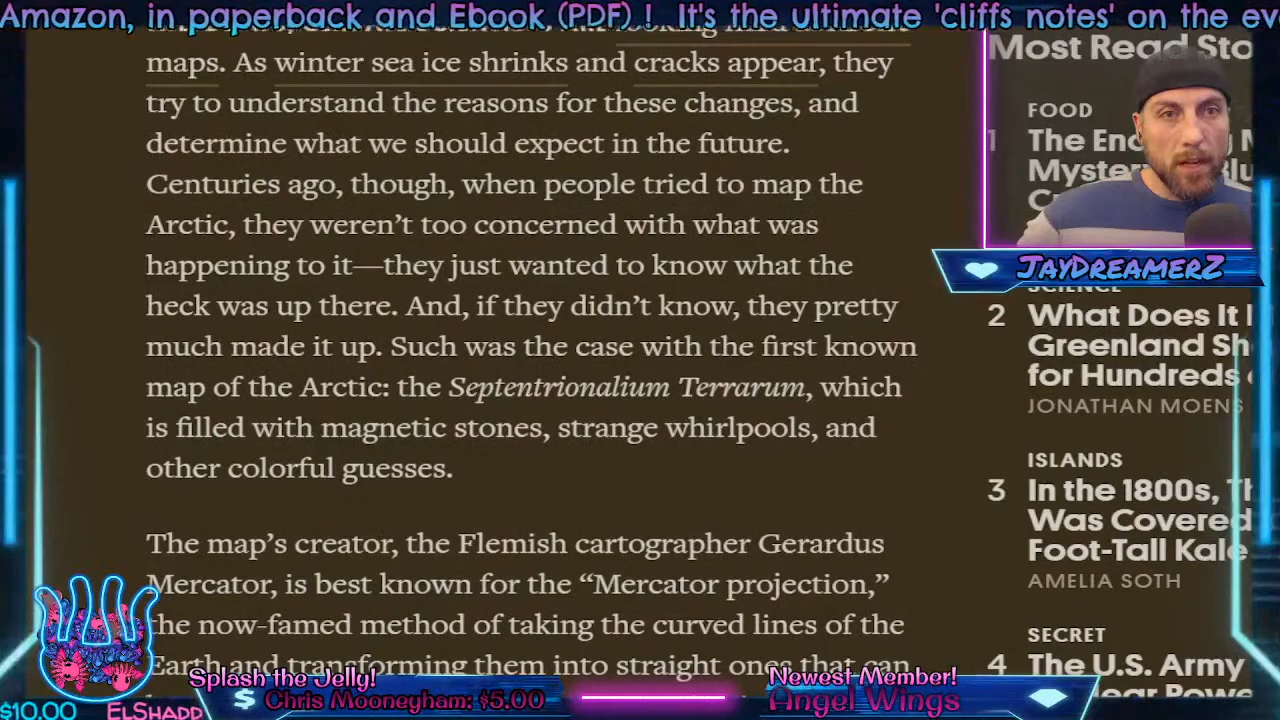 Amazon, in paperback and Ebook (PDF) ! It's the ultimate 'cliffs notes' on the ev
maps. As winter sea ice shrinks and cracks appear, they
try to understand the reasons for these changes, and
determine what we should expect in the future.
Centuries ago, though, when people tried to map the
Arctic, they weren't too concerned with what was
happening to it—they just wanted to know what the
heck was up there. And, if they didn't know, they pretty
much made it up. Such was the case with the first known
map of the Arctic: the Septentrionalium Terrarum, which
is filled with magnetic stones, strange whirlpools, and
other colorful guesses.
The map's creator, the Flemish cartographer Gerardus
Mercator, is best known for the “Mercator projection,”
the now-famed method of taking the curved lines of the
Earth and transforming them into straight ones that can
Most Read Sto
FOOD
1
The
Myster
JAYDREAMERZ
SCIENCE
2
What Does It
Greenland Sh
for Hundreds
JONATHAN MOENS
ISLANDS
3
In the 1800s, Th
Was Covered
Foot-Tall Kale
AMELIA SOTH
SECRET
4
The U.S. Army
Splash the Jelly!
$ Chris Mooneyham: $5.00
Newest Member!
Angel Wings
$10.00 ELSHADD